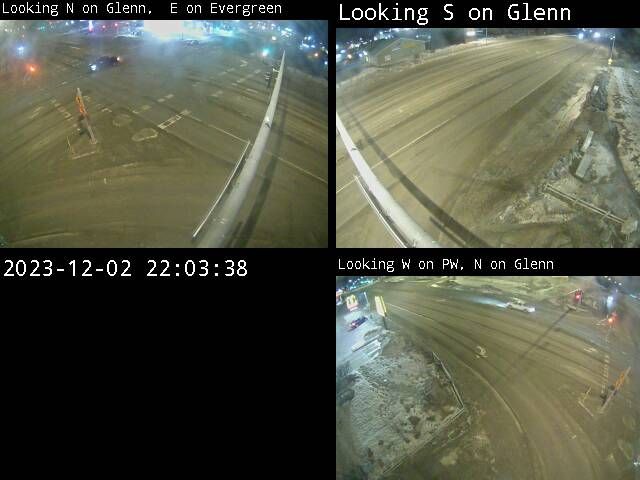 Looking N on Glenn, E on Evergreen
Looking S on Glenn
2023-12-02 22:03:38
Looking W on PW, N on Glenn